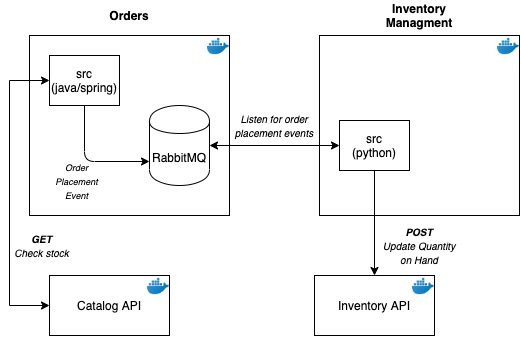 Orders
Inventory
Managment
src
(java/spring)
Listen for order
placement events
src
(python)
RabbitMQ
Order
Placement
Event
GET
Check stock
POST
Update Quantity
on Hand
Catalog API
Inventory API